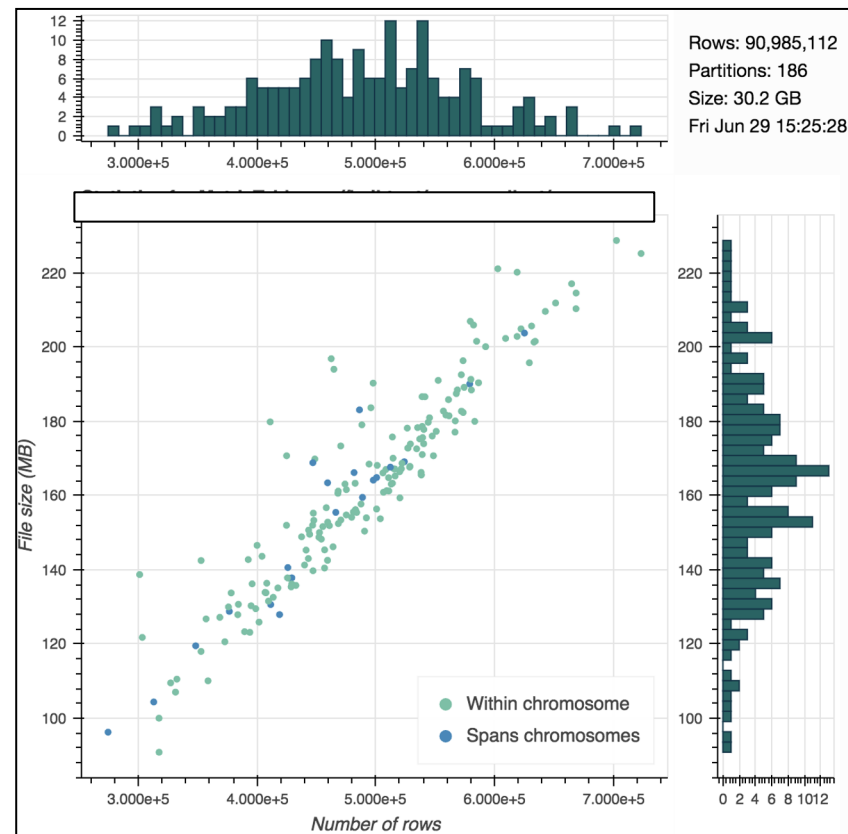 12
10
8
6
4
2
0
3.000e+5 4.000e+5 5.000e+5 6.000e+5 7.000e+5
Rows: 90,985,112
Partitions: 186
Size: 30.2 GB
Fri Jun 29 15:25:28
File size (MB)
220
200
180
160
140
120
100
Within chromosome
Spans chromosomes
3.000e+5 4.000e+5 5.000e+5 6.000e+5 7.000e+5
Number of rows
220
200
180
160
140
120
100
0 2 4 6 8 10 12